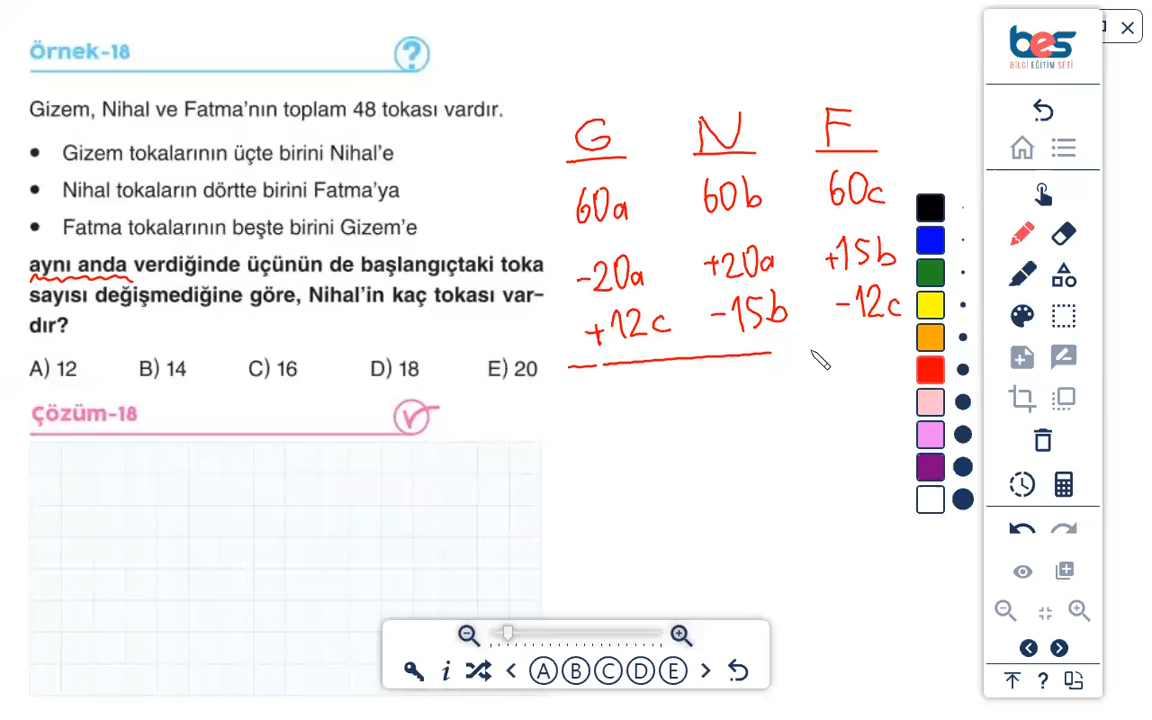 Örnek-18
?
Gizem, Nihal ve Fatma'nın toplam 48 tokası vardır.
• Gizem tokalarının üçte birini Nihal'e
• Nihal tokaların dörtte birini Fatma'ya
• Fatma tokalarının beşte birini Gizem'e
aynı anda verdiğinde üçünün de başlangıçtaki toka
sayısı değişmediğine göre, Nihal'in kaç tokası var-
dır?
A) 12 B) 14 C) 16 D) 18 E) 20
Çözüm-18
G N F
60a 60b 60c
-20a +20a +15b
+12c -15b -12c
bes
BİLGİ EĞİTİM SETİ
i A B C D E
?